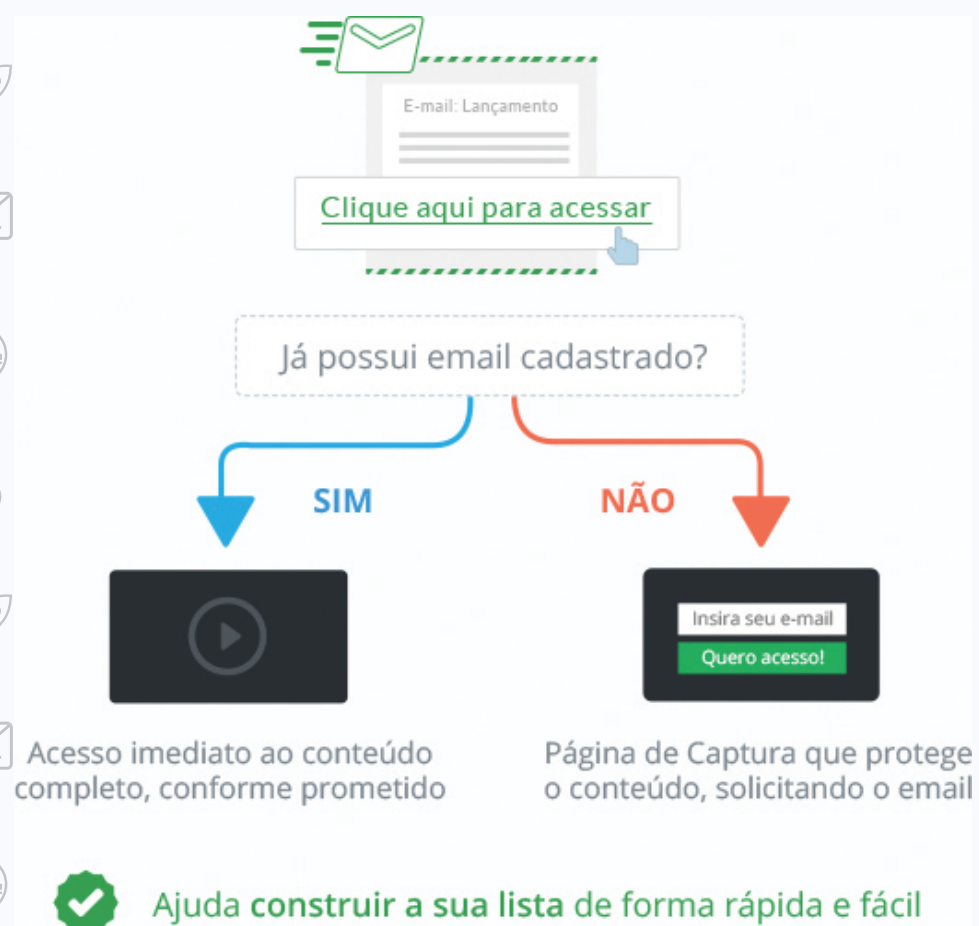 E-mail: Lançamento
Clique aqui para acessar
Já possui email cadastrado?
SIM
NÃO
Insira seu e-mail
Quero acesso!
Acesso imediato ao conteúdo
completo, conforme prometido
Página de Captura que protege
o conteúdo, solicitando o email
Ajuda construir a sua lista de forma rápida e fácil